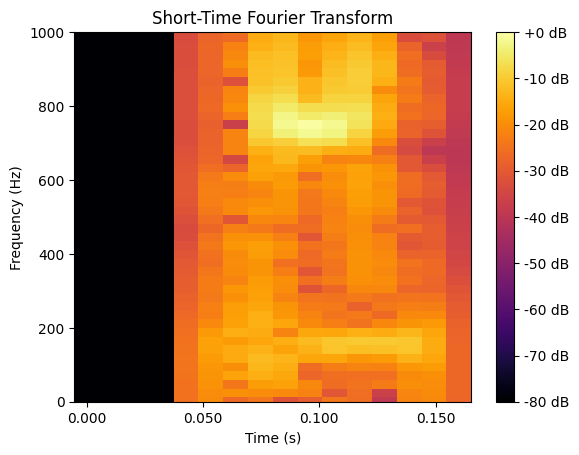 Short-Time Fourier Transform
1000
800
600
400
200
0
Frequency (Hz)
0.000
0.050
0.100
0.150
Time (s)
+0 dB
-10 dB
-20 dB
-30 dB
-40 dB
-50 dB
-60 dB
-70 dB
-80 dB